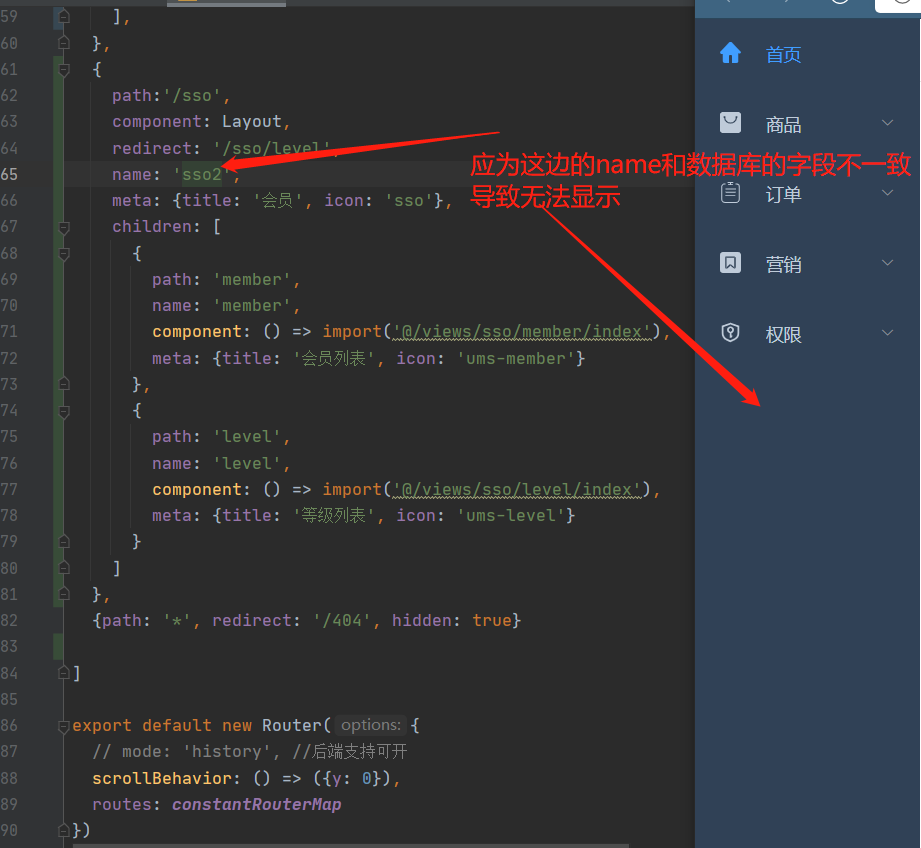 59 ],
60 },
61 {
62 path:'/sso',
63 component: Layout,
64 redirect: '/sso/level',
65 name: 'sso2',
66 meta: {title: '会员', icon: 'sso'},
67 children: [
68 {
69 path: 'member',
70 name: 'member',
71 component: () => import('@/views/sso/member/index'),
72 meta: {title: '会员列表', icon: 'ums-member'}
73 },
74 {
75 path: 'level',
76 name: 'level',
77 component: () => import('@/views/sso/level/index'),
78 meta: {title: '等级列表', icon: 'ums-level'}
79 }
80 ]
81 },
82 {path: '*', redirect: '/404', hidden: true}
83
84 ]
85
86 export default new Router( options: {
87 // mode: 'history', //后端支持可开
88 scrollBehavior: () => ({y: 0}),
89 routes: constantRouterMap
90 })
应为这边的name和数据库的字段不一致
导致无法显示
首页
商品
订单
营销
权限